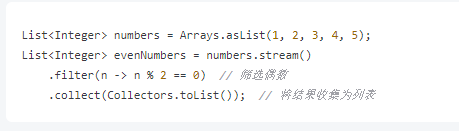 List<Integer> numbers = Arrays.asList(1, 2, 3, 4, 5);
List<Integer> evenNumbers = numbers.stream()
    .filter(n -> n % 2 == 0)  // 筛选偶数
    .collect(Collectors.toList());  // 将结果收集为列表